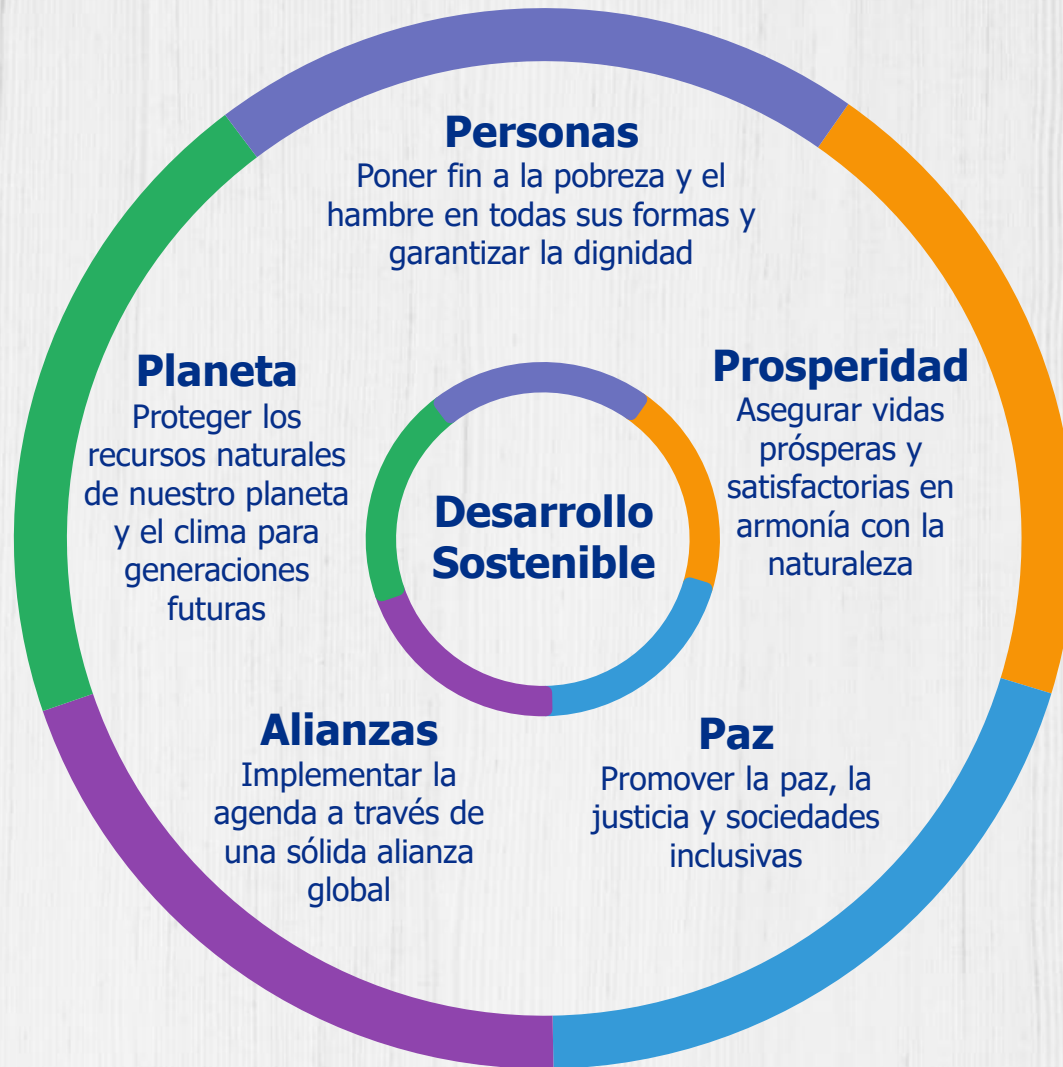 Personas
Poner fin a la pobreza y el
hambre en todas sus formas y
garantizar la dignidad
Planeta
Proteger los
recursos naturales
de nuestro planeta
y el clima para
generaciones
futuras
Desarrollo
Sostenible
Prosperidad
Asegurar vidas
prósperas y
satisfactorias en
armonía con la
naturaleza
Alianzas
Implementar la
agenda a través de
una sólida alianza
global
Paz
Promover la paz, la
justicia y sociedades
inclusivas